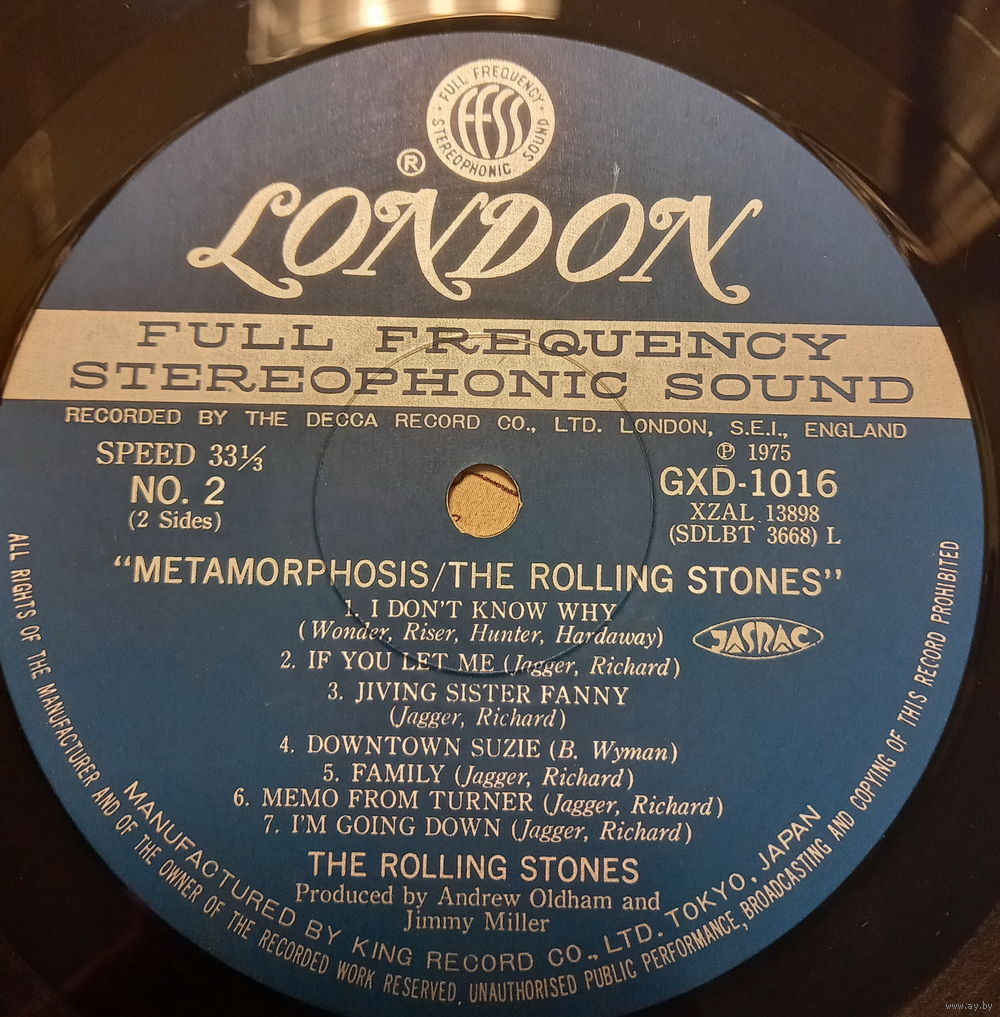 FULL FREQUENCY
FFSS
STEREOPHONIC SOUND
®
LONDON
FULL FREQUENCY
STEREOPHONIC SOUND
RECORDED BY THE DECCA RECORD CO., LTD. LONDON, S.E.I., ENGLAND
SPEED 33⅓
℗ 1975
NO. 2
GXD-1016
(2 Sides)
XZAL 13898
(SDLBT 3668) L
"METAMORPHOSIS/THE ROLLING STONES"
1. I DON'T KNOW WHY
(Wonder, Riser, Hunter, Hardaway)
JASRAC
2. IF YOU LET ME (Jagger, Richard)
3. JIVING SISTER FANNY
(Jagger, Richard)
4. DOWNTOWN SUZIE (B. Wyman)
5. FAMILY (Jagger, Richard)
6. MEMO FROM TURNER (Jagger, Richard)
7. I'M GOING DOWN (Jagger, Richard)
THE ROLLING STONES
Produced by Andrew Oldham and
Jimmy Miller
MANUFACTURED BY KING RECORD CO., LTD. TOKYO, JAPAN
ALL RIGHTS OF THE MANUFACTURER AND OF THE OWNER OF THE RECORDED WORK RESERVED. UNAUTHORISED PUBLIC PERFORMANCE, BROADCASTING AND COPYING OF THIS RECORD PROHIBITED
www.ay.by